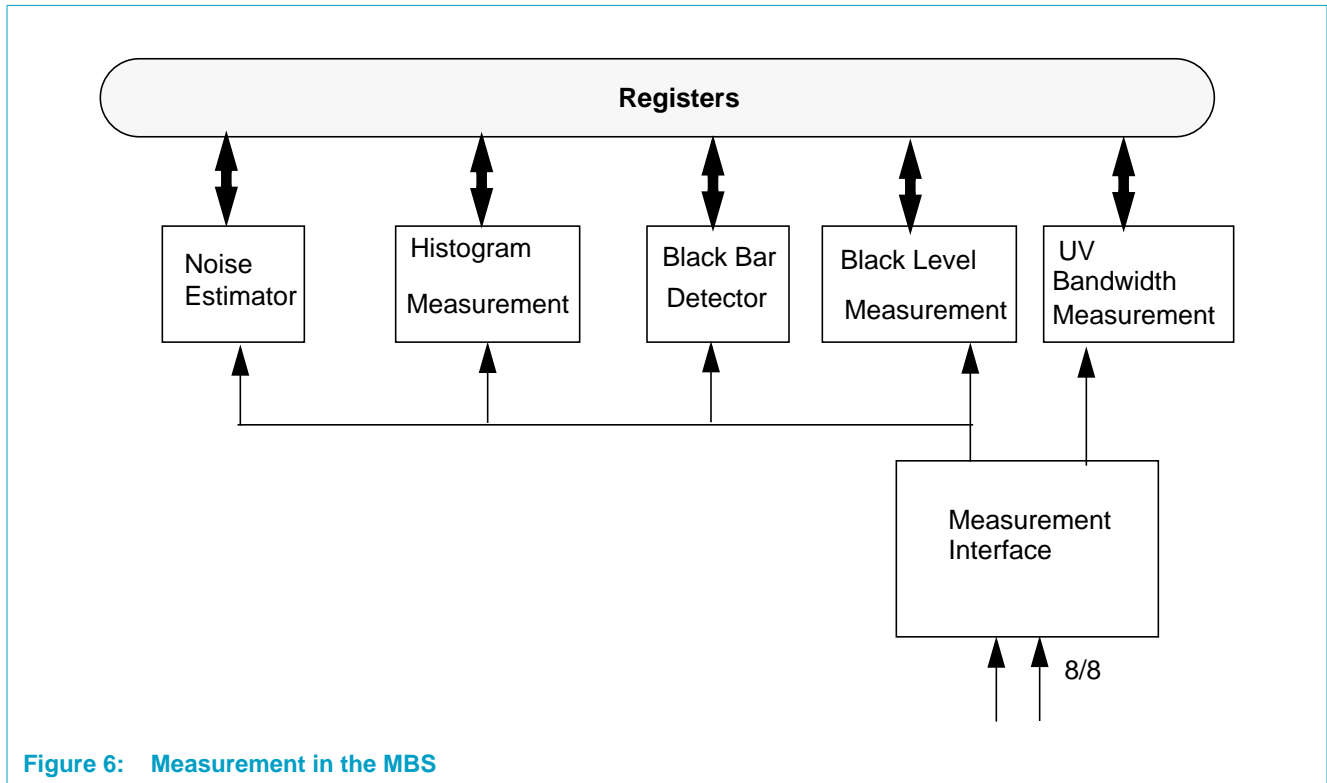 Registers
Noise
Estimator
Histogram
Measurement
Black Bar
Detector
Black Level
Measurement
UV
Bandwidth
Measurement
Measurement
Interface
8/8
Figure 6: Measurement in the MBS